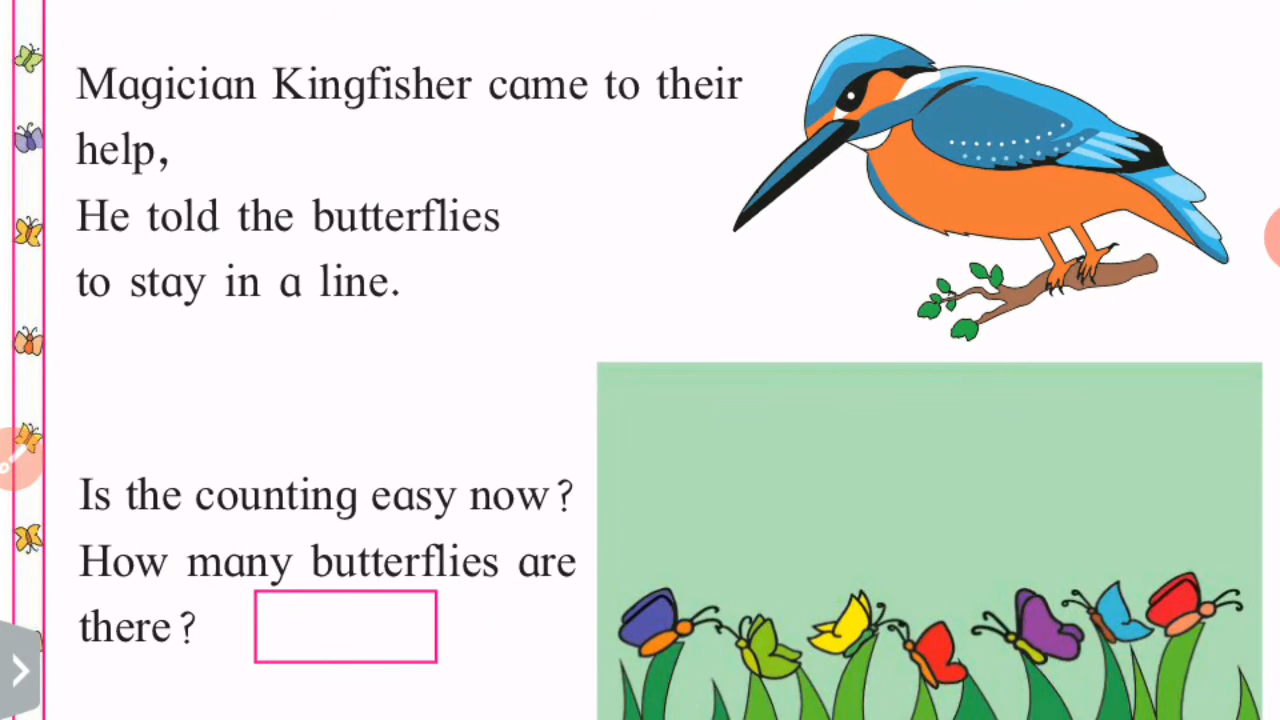 Magician Kingfisher came to their
help,
He told the butterflies
to stay in a line.
Is the counting easy now?
How many butterflies are
there?